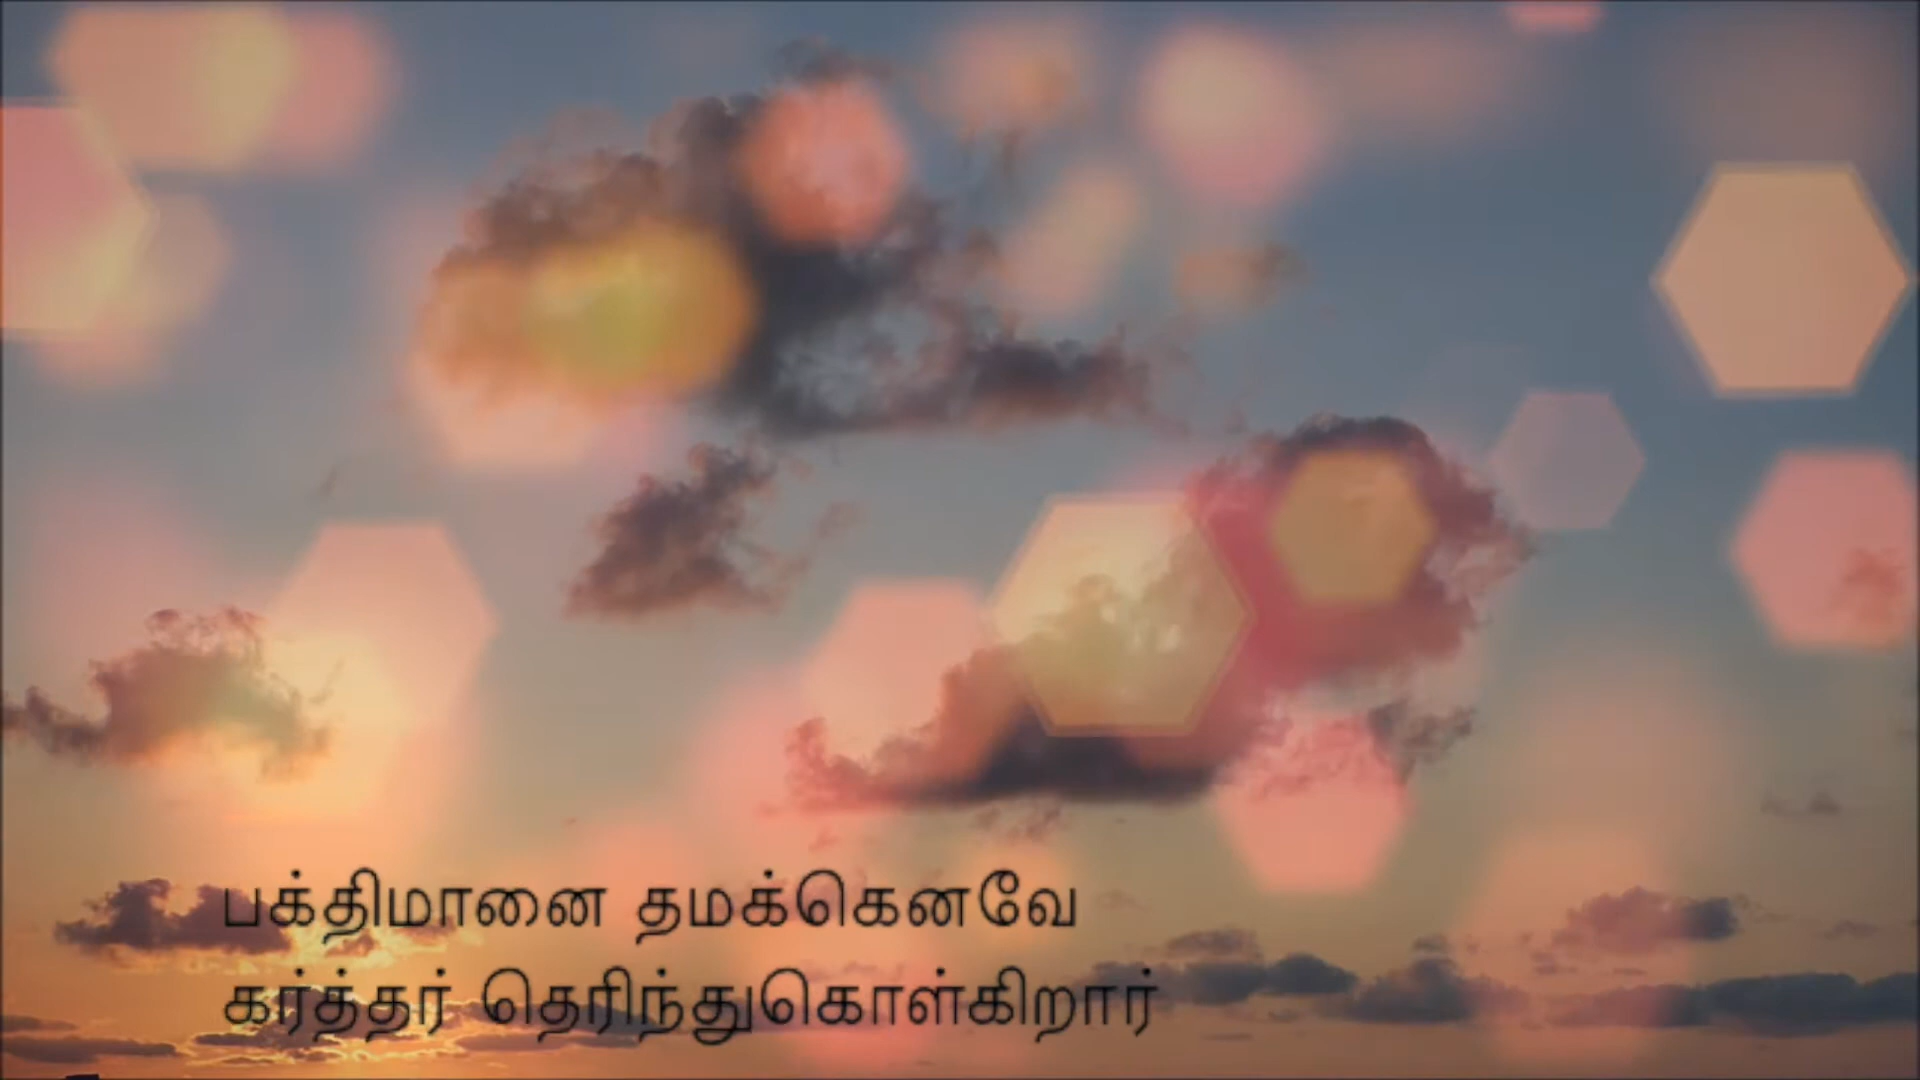 பக்திமானை தமக்கெனவே
கர்த்தர் தெரிந்துகொள்கிறார்